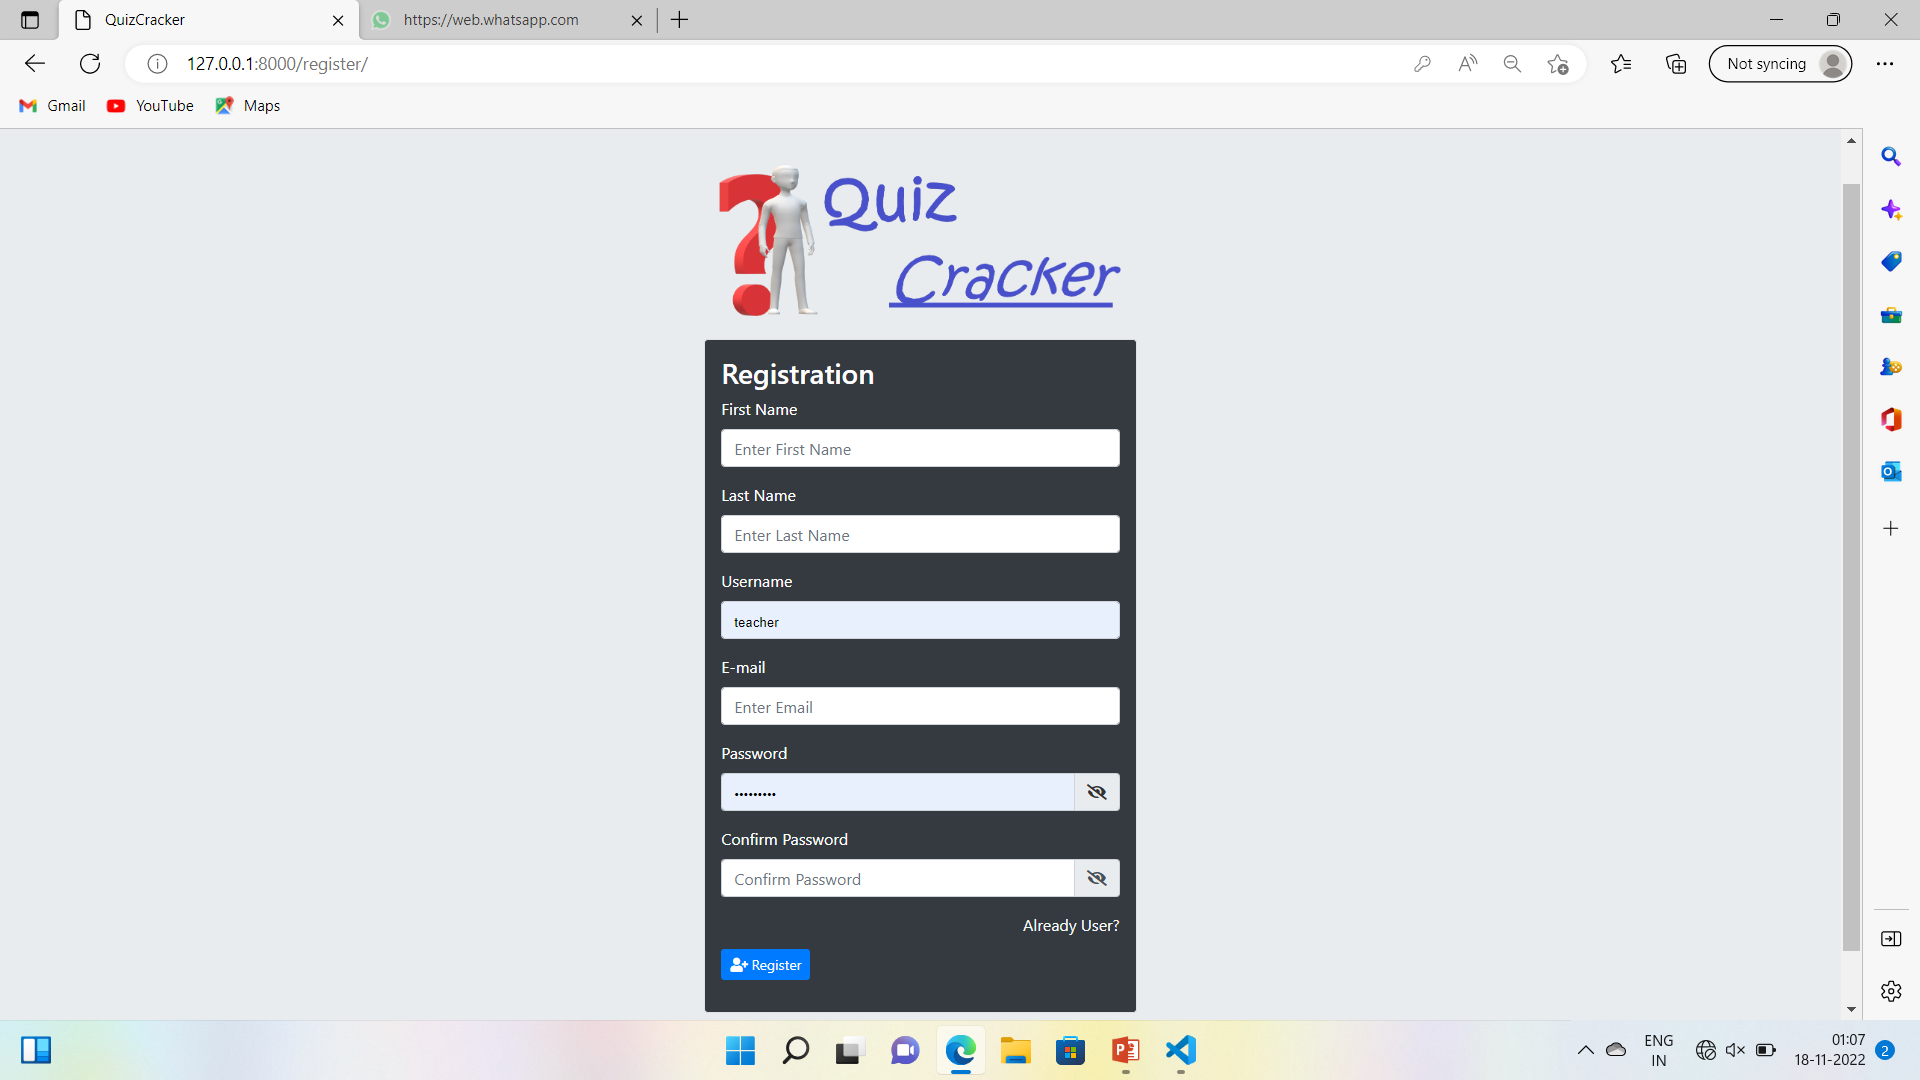 QuizCracker
https://web.whatsapp.com
127.0.0.1:8000/register/
Not syncing
Gmail
YouTube
Maps
Quiz
Cracker
Registration
First Name
Enter First Name
Last Name
Enter Last Name
Username
teacher
E-mail
Enter Email
Password
•••••••••
Confirm Password
Confirm Password
Already User?
Register
ENG
IN
01:07
18-11-2022
2